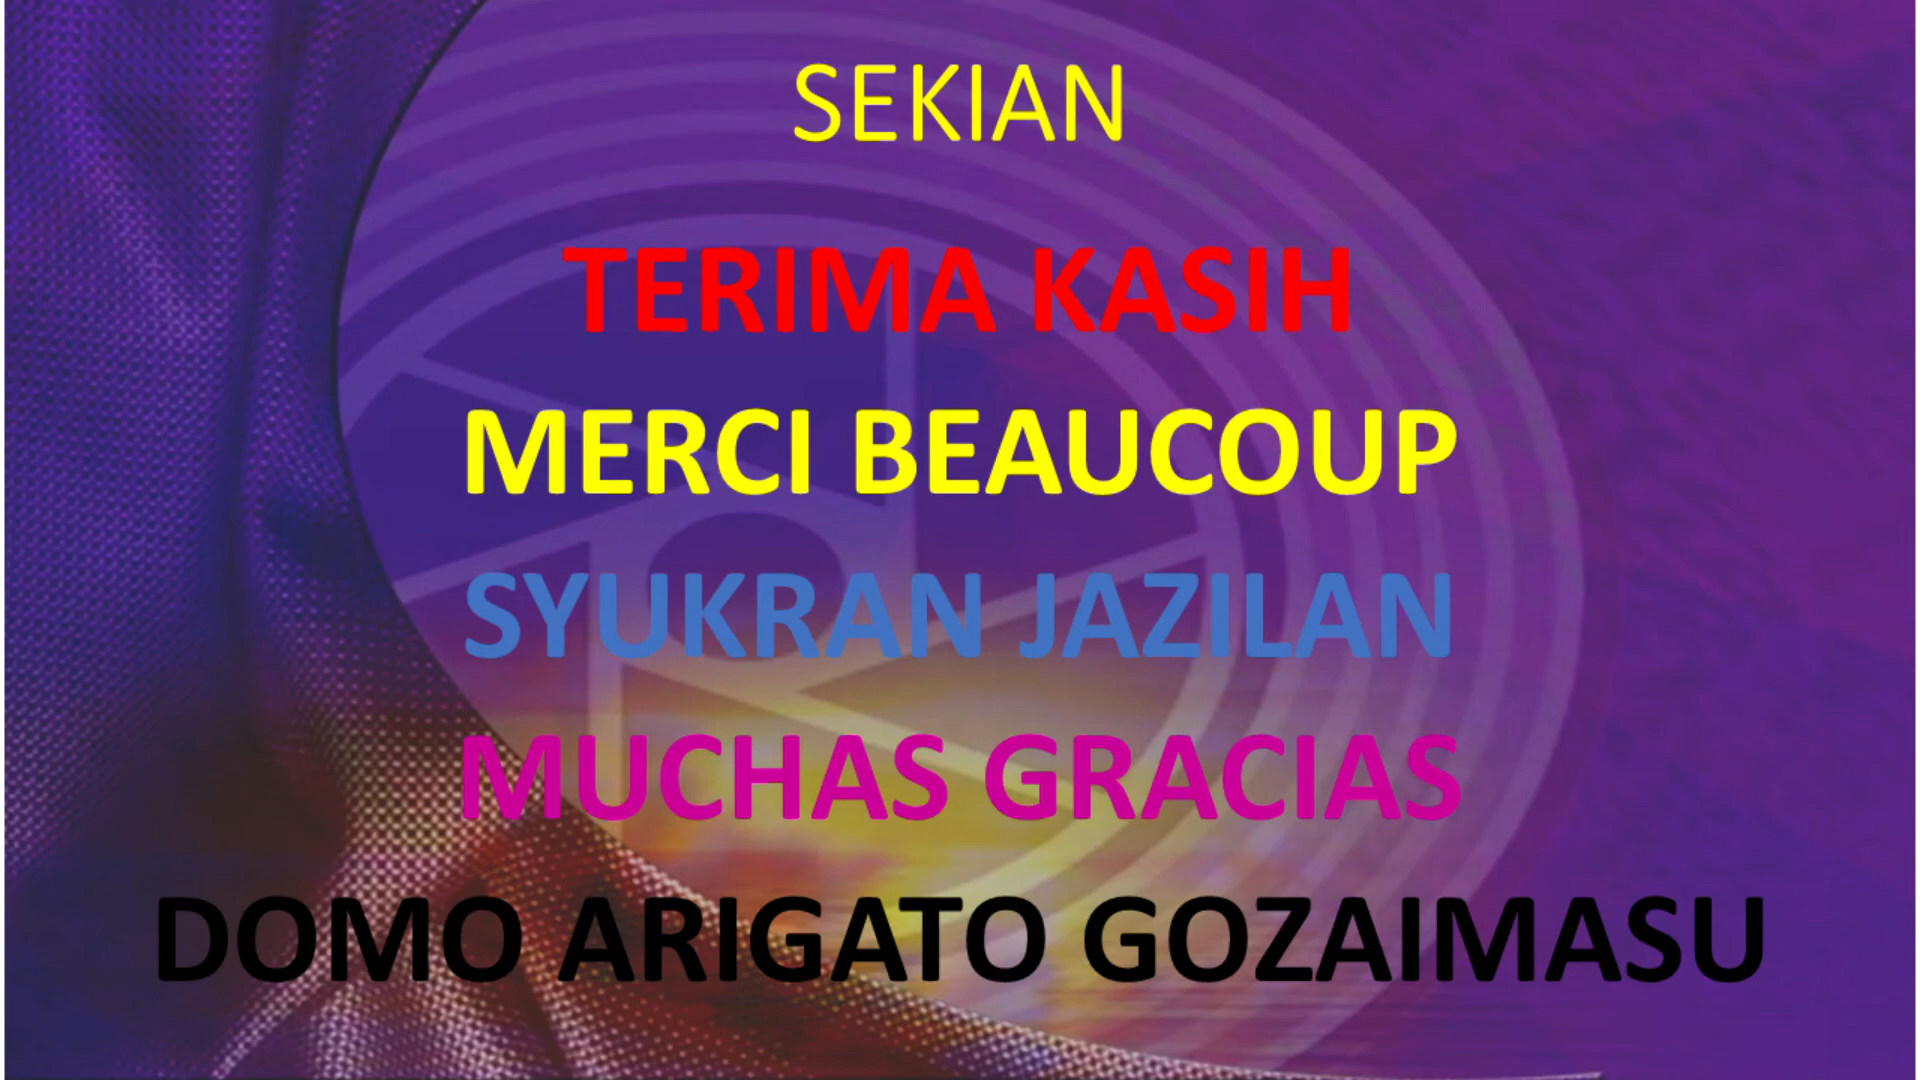 SEKIAN
TERIMA KASIH
MERCI BEAUCOUP
SYUKRAN JAZILAN
MUCHAS GRACIAS
DOMO ARIGATO GOZAIMASU